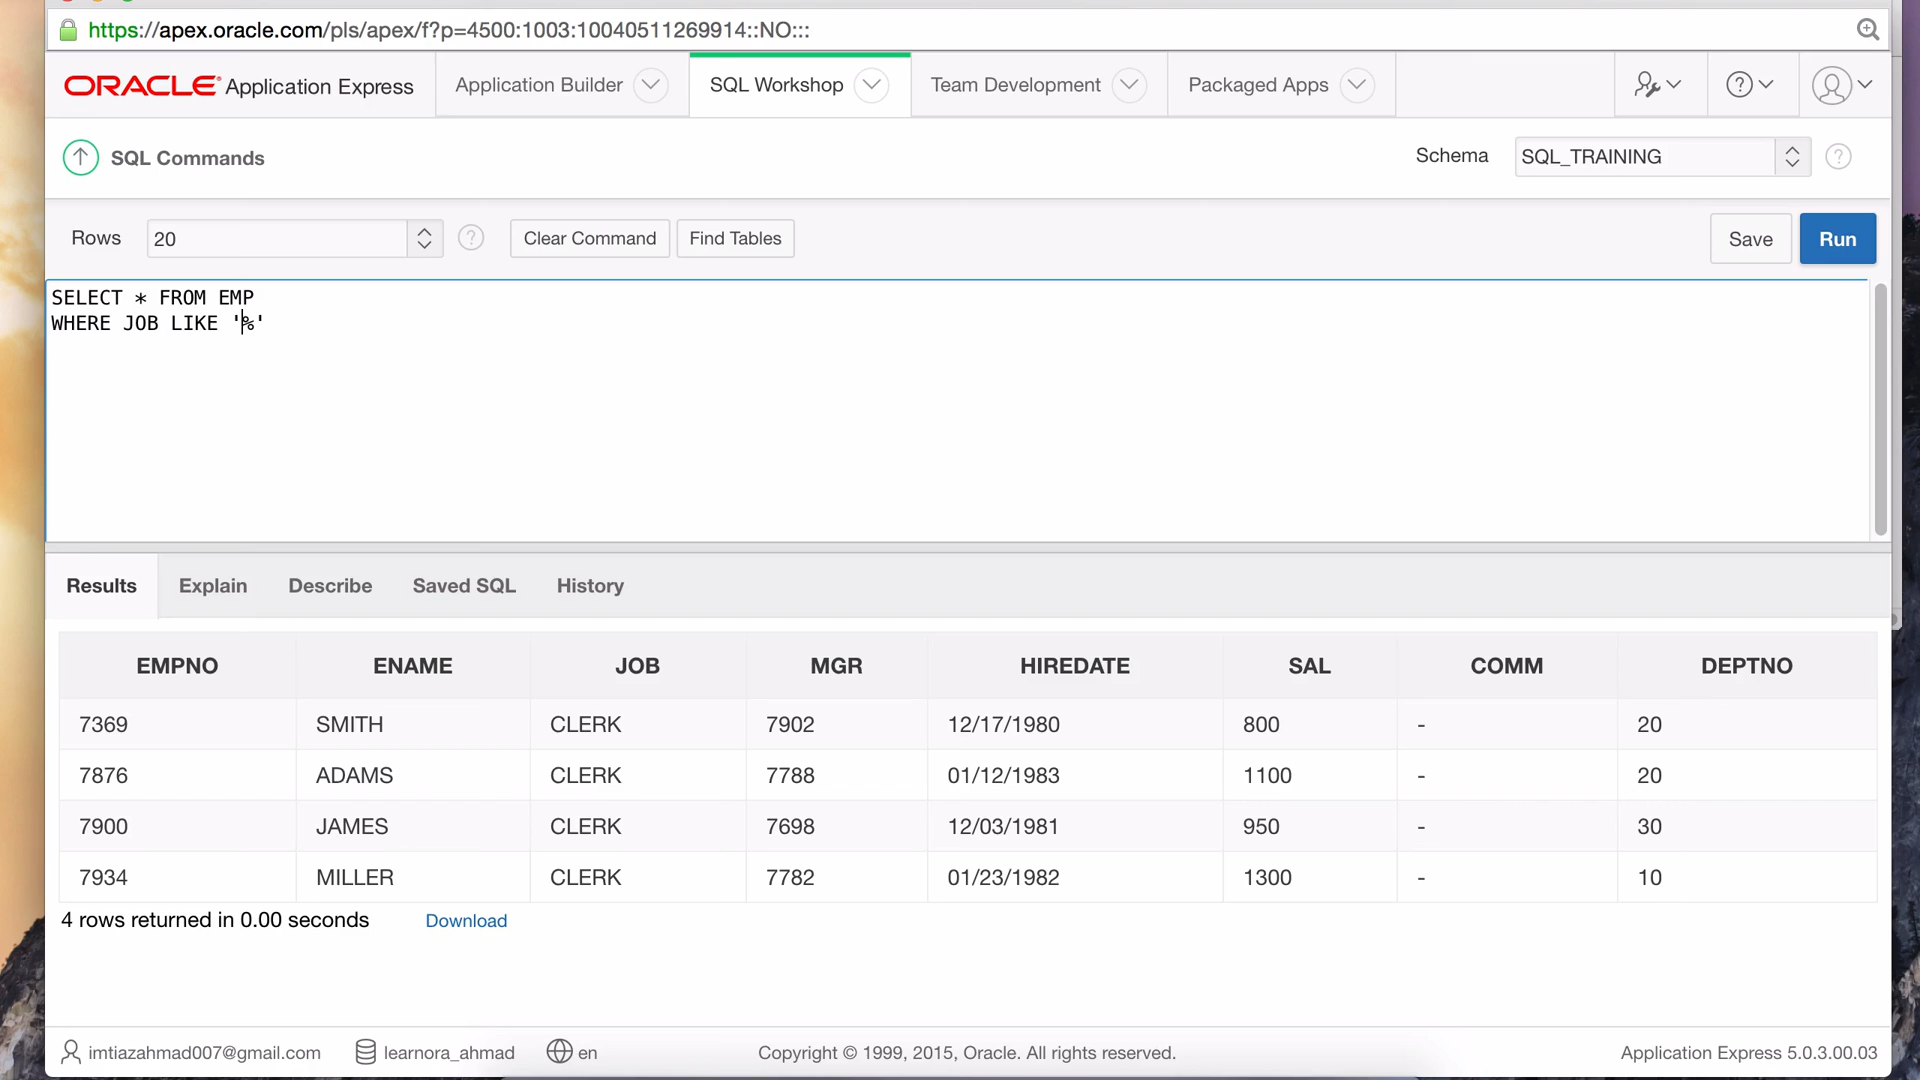 https://apex.oracle.com/pls/apex/f?p=4500:1003:10040511269914::NO:::
ORACLE Application Express Application Builder SQL Workshop Team Development Packaged Apps
SQL Commands Schema SQL_TRAINING
Rows 20 Clear Command Find Tables Save Run
SELECT * FROM EMP
WHERE JOB LIKE '%'
Results Explain Describe Saved SQL History
EMPNO ENAME JOB MGR HIREDATE SAL COMM DEPTNO
7369 SMITH CLERK 7902 12/17/1980 800 - 20
7876 ADAMS CLERK 7788 01/12/1983 1100 - 20
7900 JAMES CLERK 7698 12/03/1981 950 - 30
7934 MILLER CLERK 7782 01/23/1982 1300 - 10
4 rows returned in 0.00 seconds Download
imtiazahmad007@gmail.com learnora_ahmad en Copyright © 1999, 2015, Oracle. All rights reserved. Application Express 5.0.3.00.03